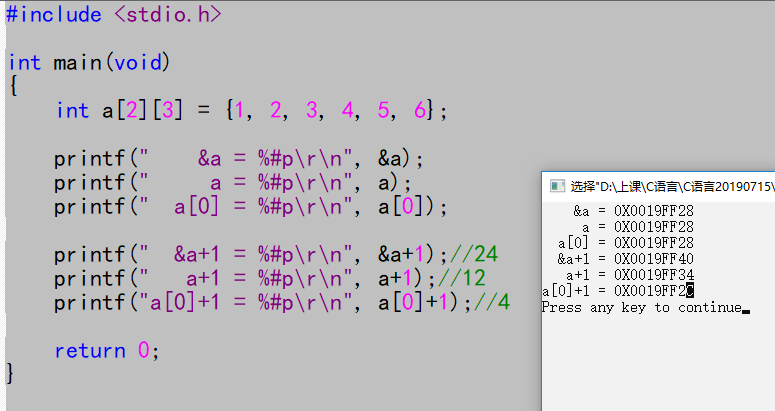 #include <stdio.h>
int main(void)
{
    int a[2][3] = {1, 2, 3, 4, 5, 6};
    printf("    &a = %#p\r\n", &a);
    printf("     a = %#p\r\n", a);
    printf("  a[0] = %#p\r\n", a[0]);
    printf("  &a+1 = %#p\r\n", &a+1);//24
    printf("   a+1 = %#p\r\n", a+1);//12
    printf("a[0]+1 = %#p\r\n", a[0]+1);//4
    return 0;
}
选择"D:\上课\C语言\C语言20190715\
    &a = 0X0019FF28
     a = 0X0019FF28
  a[0] = 0X0019FF28
  &a+1 = 0X0019FF40
   a+1 = 0X0019FF34
a[0]+1 = 0X0019FF2C
Press any key to continue